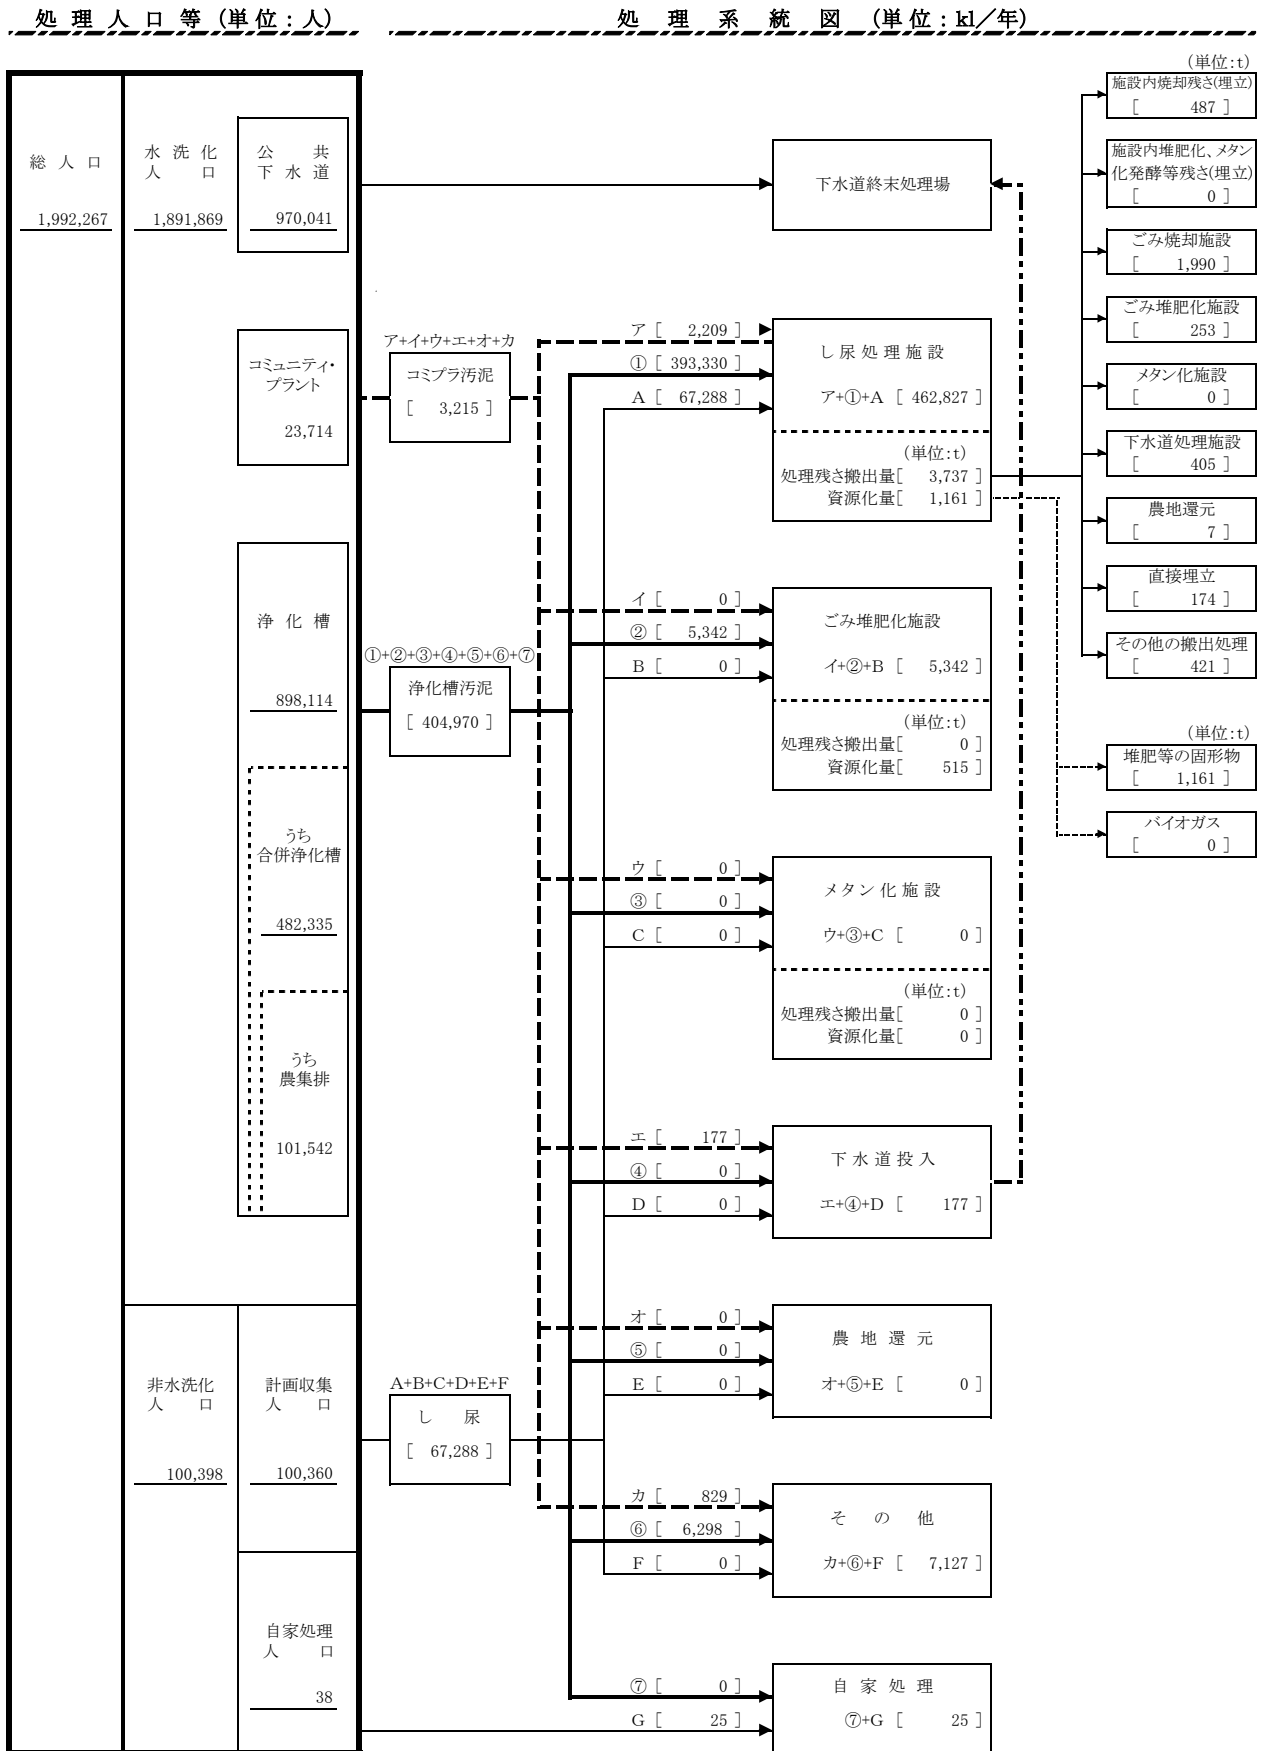 処理人口等(単位:人)
処理系統図(単位:kl/年)
総人口
1,992,267
水洗化
人口
1,891,869
公共
下水道
970,041
コミュニティ・
プラント
23,714
浄化槽
898,114
うち
合併浄化槽
482,335
うち
農集排
101,542
非水洗化
人口
100,398
計画収集
人口
100,360
自家処理
人口
38
ア+イ+ウ+エ+オ+カ
コミプラ汚泥
[ 3,215 ]
①+②+③+④+⑤+⑥+⑦
浄化槽汚泥
[ 404,970 ]
A+B+C+D+E+F
し尿
[ 67,288 ]
下水道終末処理場
ア [ 2,209 ]
① [ 393,330 ]
A [ 67,288 ]
し尿処理施設
ア+①+A [ 462,827 ]
(単位:t)
処理残さ搬出量[ 3,737 ]
資源化量[ 1,161 ]
イ [ 0 ]
② [ 5,342 ]
B [ 0 ]
ごみ堆肥化施設
イ+②+B [ 5,342 ]
(単位:t)
処理残さ搬出量[ 0 ]
資源化量[ 515 ]
ウ [ 0 ]
③ [ 0 ]
C [ 0 ]
メタン化施設
ウ+③+C [ 0 ]
(単位:t)
処理残さ搬出量[ 0 ]
資源化量[ 0 ]
エ [ 177 ]
④ [ 0 ]
D [ 0 ]
下水道投入
エ+④+D [ 177 ]
オ [ 0 ]
⑤ [ 0 ]
E [ 0 ]
農地還元
オ+⑤+E [ 0 ]
カ [ 829 ]
⑥ [ 6,298 ]
F [ 0 ]
その他
カ+⑥+F [ 7,127 ]
⑦ [ 0 ]
G [ 25 ]
自家処理
⑦+G [ 25 ]
(単位:t)
施設内焼却残さ(埋立)
[ 487 ]
施設内堆肥化、メタン
化発酵等残さ(埋立)
[ 0 ]
ごみ焼却施設
[ 1,990 ]
ごみ堆肥化施設
[ 253 ]
メタン化施設
[ 0 ]
下水道処理施設
[ 405 ]
農地還元
[ 7 ]
直接埋立
[ 174 ]
その他の搬出処理
[ 421 ]
(単位:t)
堆肥等の固形物
[ 1,161 ]
バイオガス
[ 0 ]